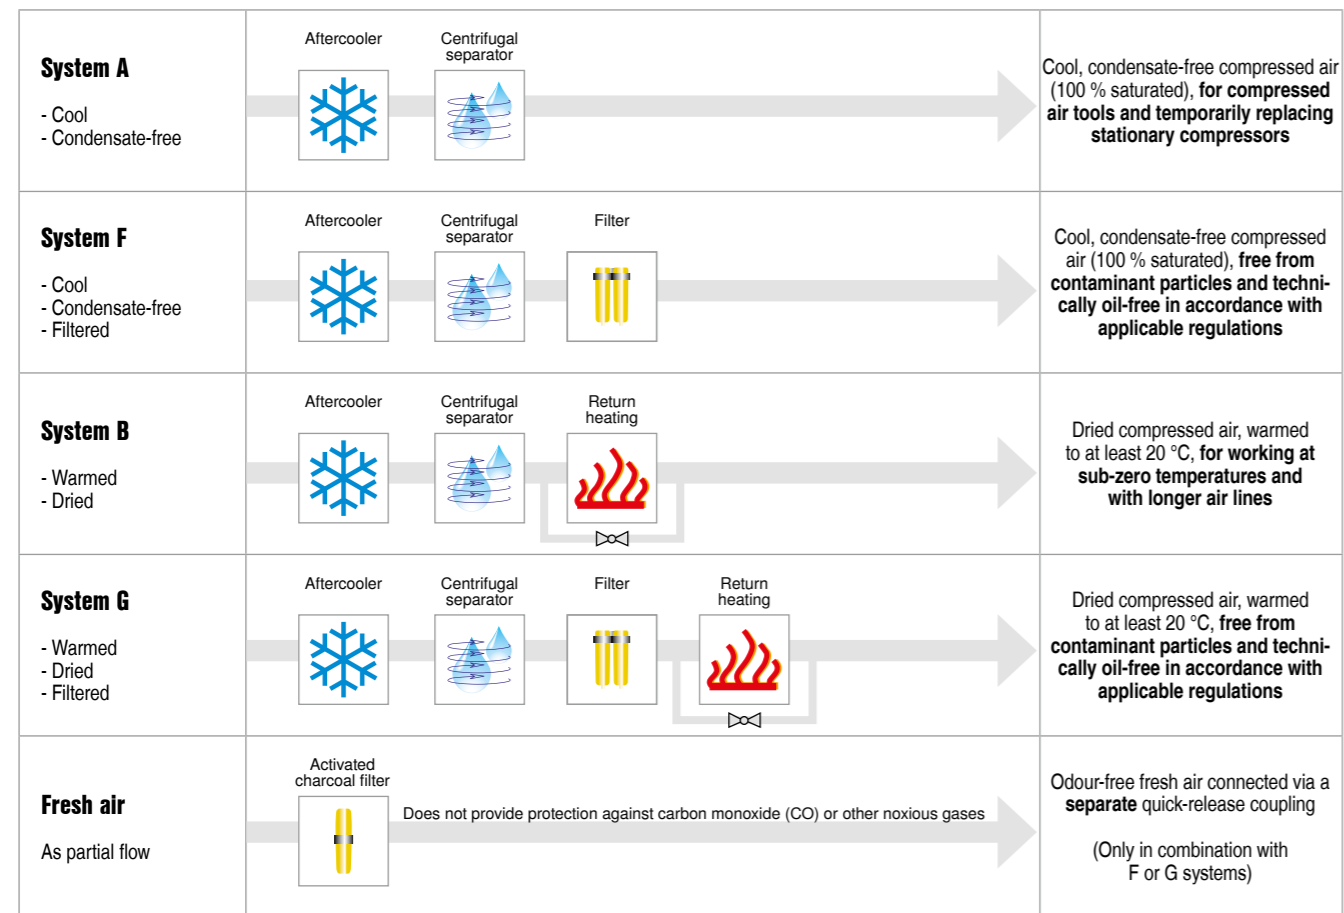 System A
- Cool
- Condensate-free
Aftercooler
Centrifugal
separator
Cool, condensate-free compressed air
(100 % saturated), for compressed
air tools and temporarily replacing
stationary compressors
System F
- Cool
- Condensate-free
- Filtered
Aftercooler
Centrifugal
separator
Filter
Cool, condensate-free compressed
air (100 % saturated), free from
contaminant particles and techni-
cally oil-free in accordance with
applicable regulations
System B
- Warmed
- Dried
Aftercooler
Centrifugal
separator
Return
heating
Dried compressed air, warmed
to at least 20 °C, for working at
sub-zero temperatures and
with longer air lines
System G
- Warmed
- Dried
- Filtered
Aftercooler
Centrifugal
separator
Filter
Return
heating
Dried compressed air, warmed
to at least 20 °C, free from
contaminant particles and techni-
cally oil-free in accordance with
applicable regulations
Fresh air
As partial flow
Activated
charcoal filter
Does not provide protection against carbon monoxide (CO) or other noxious gases
Odour-free fresh air connected via a
separate quick-release coupling
(Only in combination with
F or G systems)